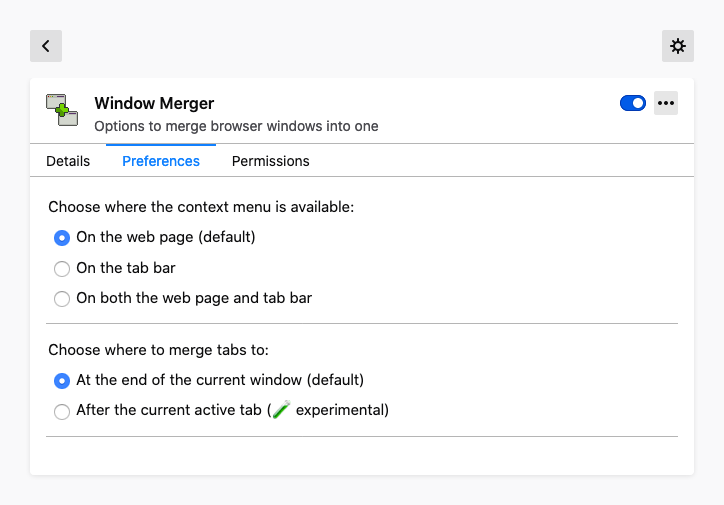 Window Merger
Options to merge browser windows into one
Details Preferences Permissions
Choose where the context menu is available:
On the web page (default)
On the tab bar
On both the web page and tab bar
Choose where to merge tabs to:
At the end of the current window (default)
After the current active tab ( experimental)